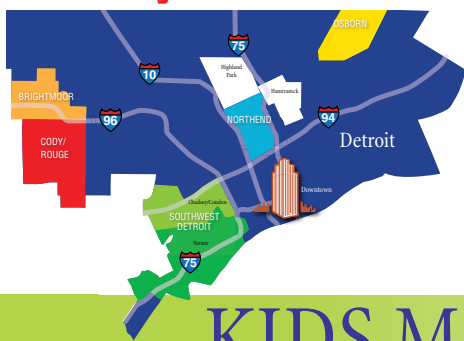 OSBORN
75
Highland
Park
10
Hamtramck
BRIGHTMOOR
NORTHEND
94
96
Detroit
CODY/
ROUGE
Downtown
Chadsey/Condon
SOUTHWEST
DETROIT
Vernor
75
KIDS M